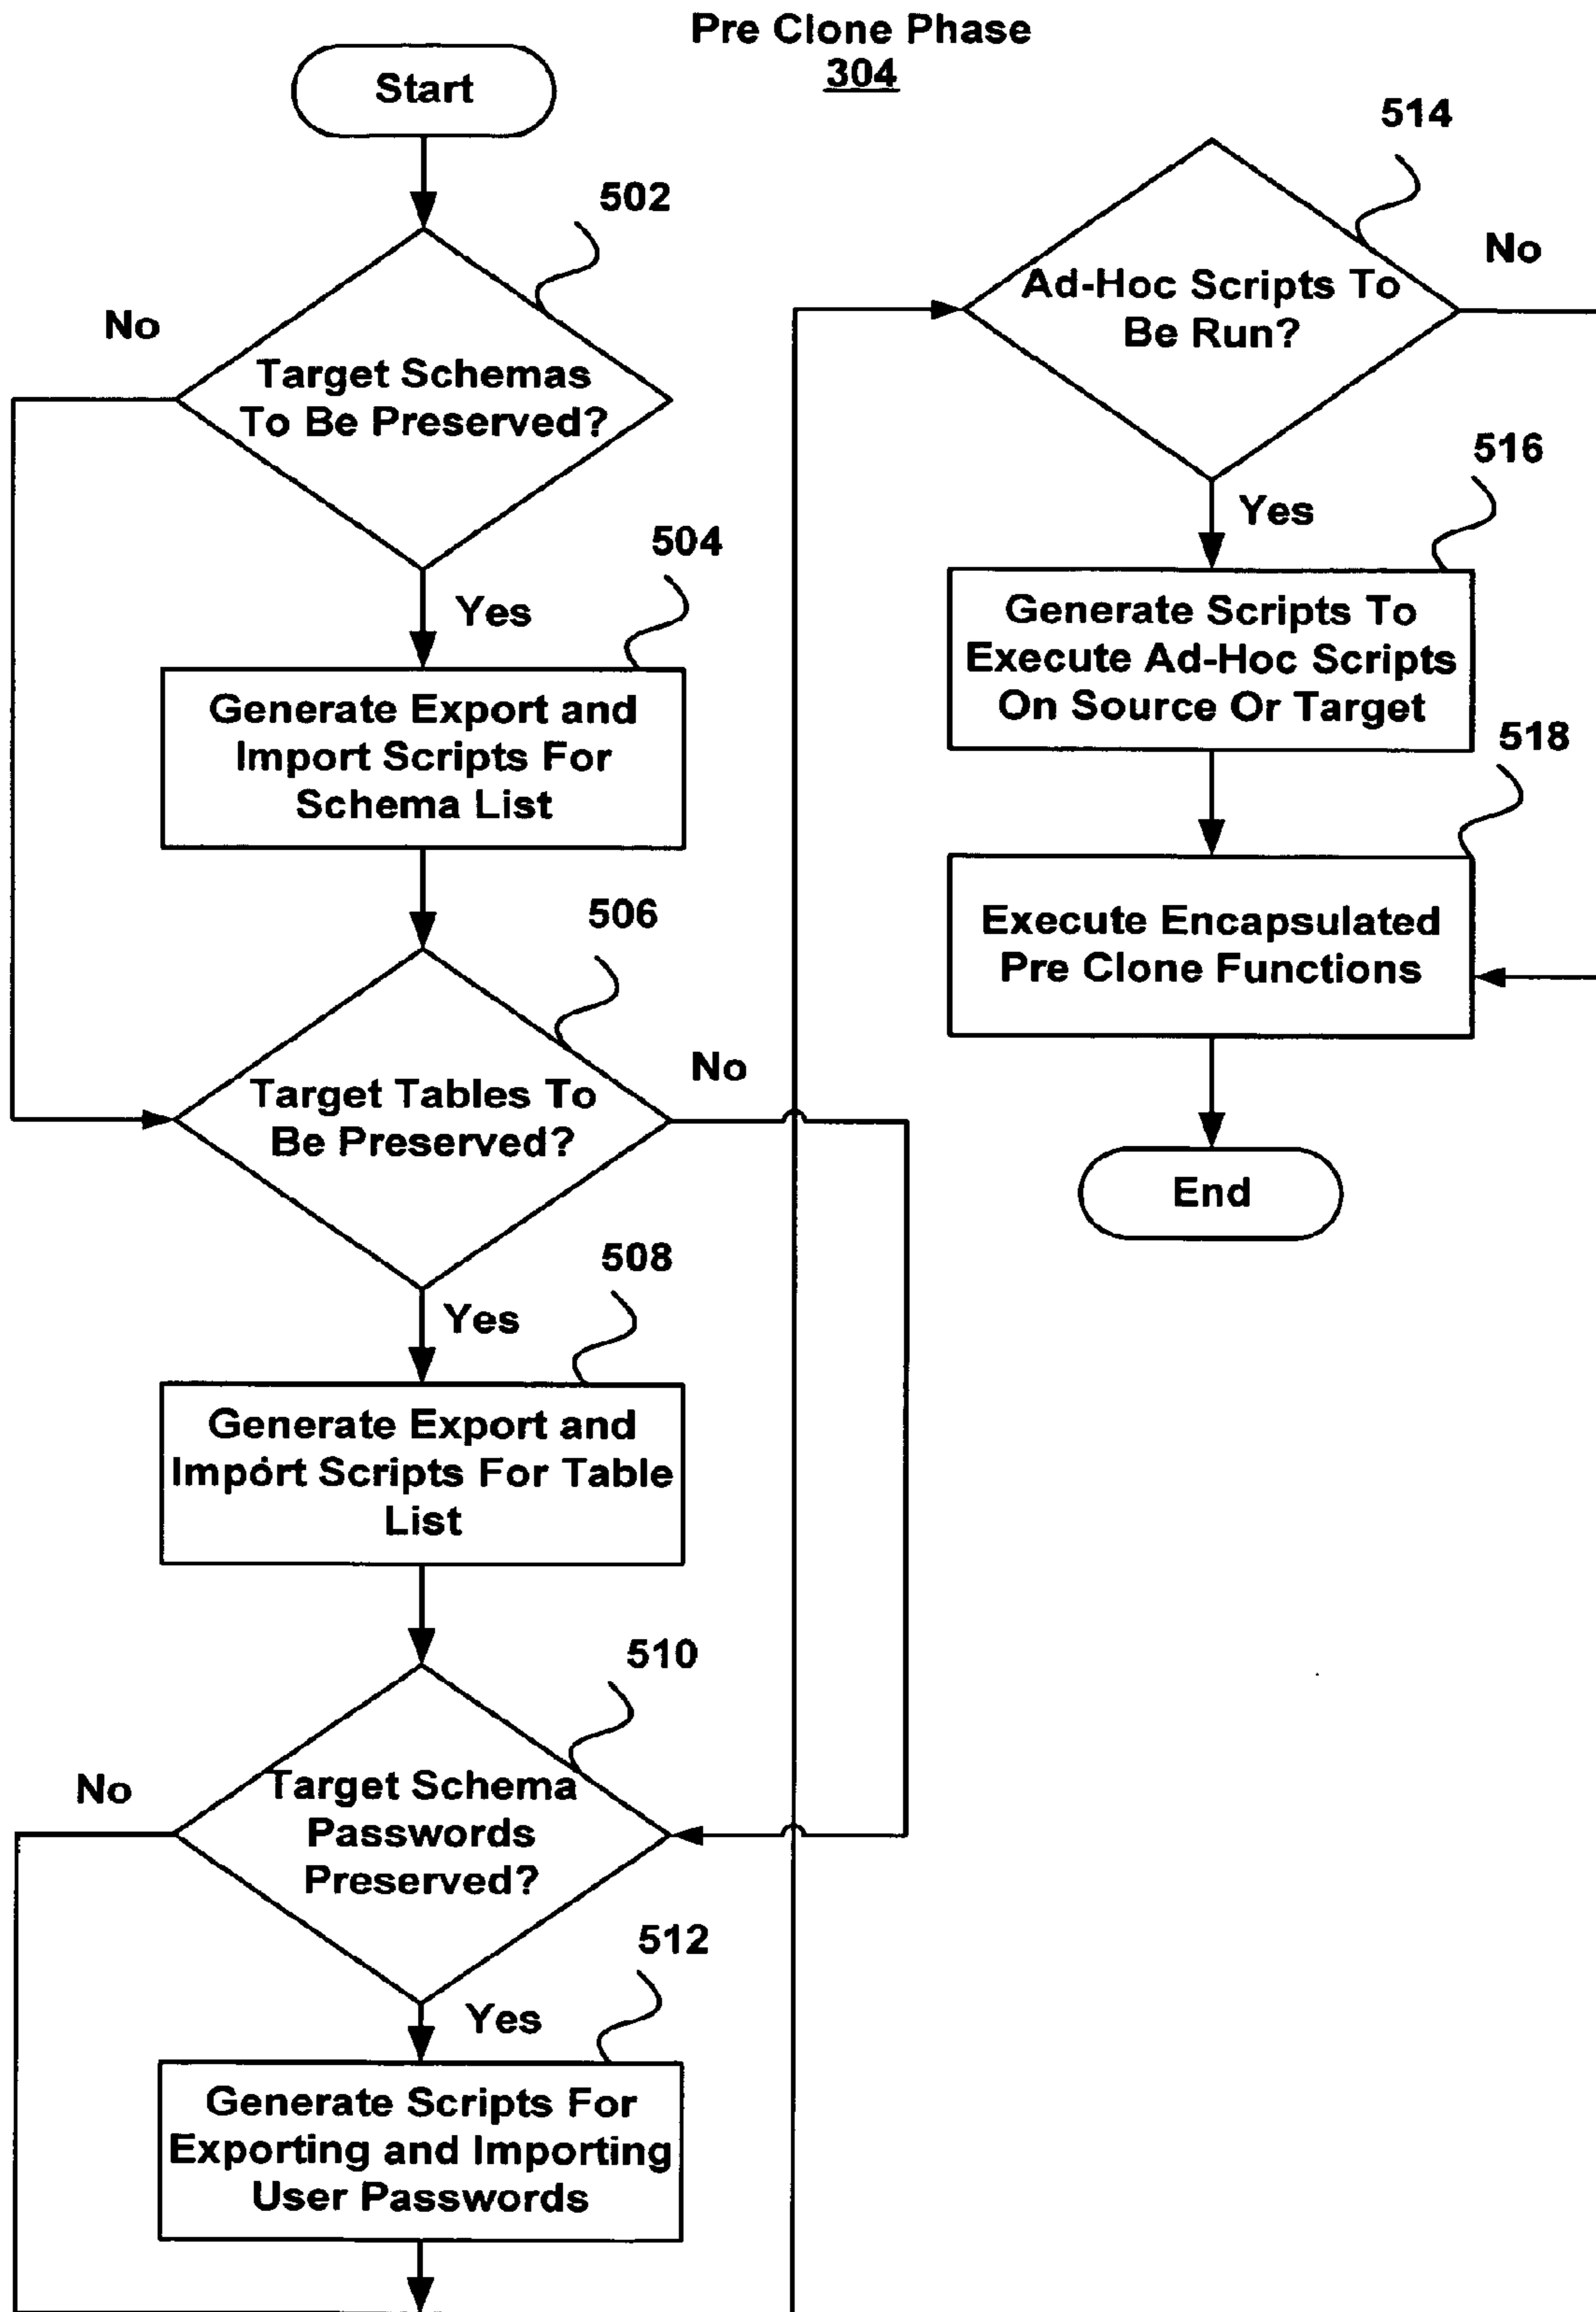 Pre Clone Phase
304
Start
502
No
Target Schemas
To Be Preserved?
Yes
504
Generate Export and
Import Scripts For
Schema List
506
No
Target Tables To
Be Preserved?
Yes
508
Generate Export and
Import Scripts For Table
List
510
No
Target Schema
Passwords
Preserved?
Yes
512
Generate Scripts For
Exporting and Importing
User Passwords
514
No
Ad-Hoc Scripts To
Be Run?
Yes
516
Generate Scripts To
Execute Ad-Hoc Scripts
On Source Or Target
518
Execute Encapsulated
Pre Clone Functions
End